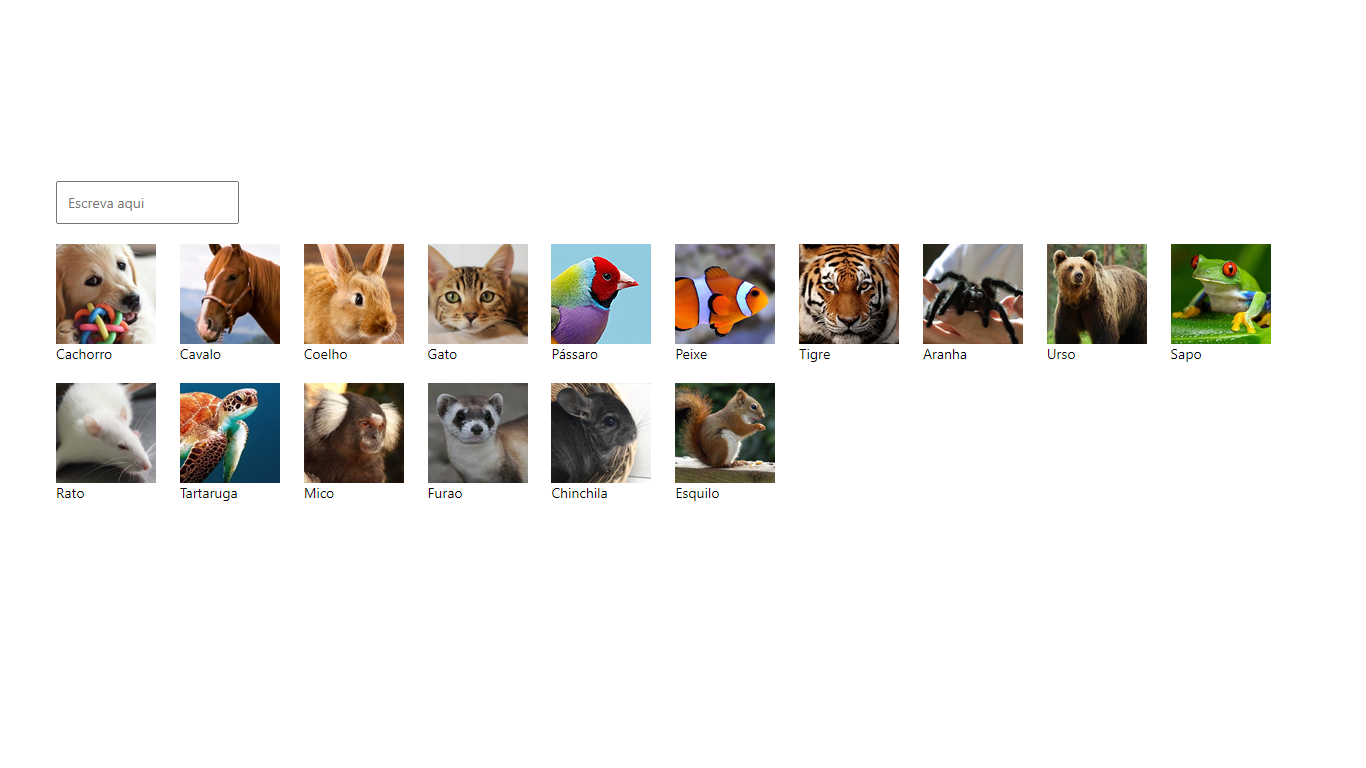 Escreva aqui
Cachorro Cavalo Coelho Gato Pássaro Peixe Tigre Aranha Urso Sapo
Rato Tartaruga Mico Furao Chinchila Esquilo